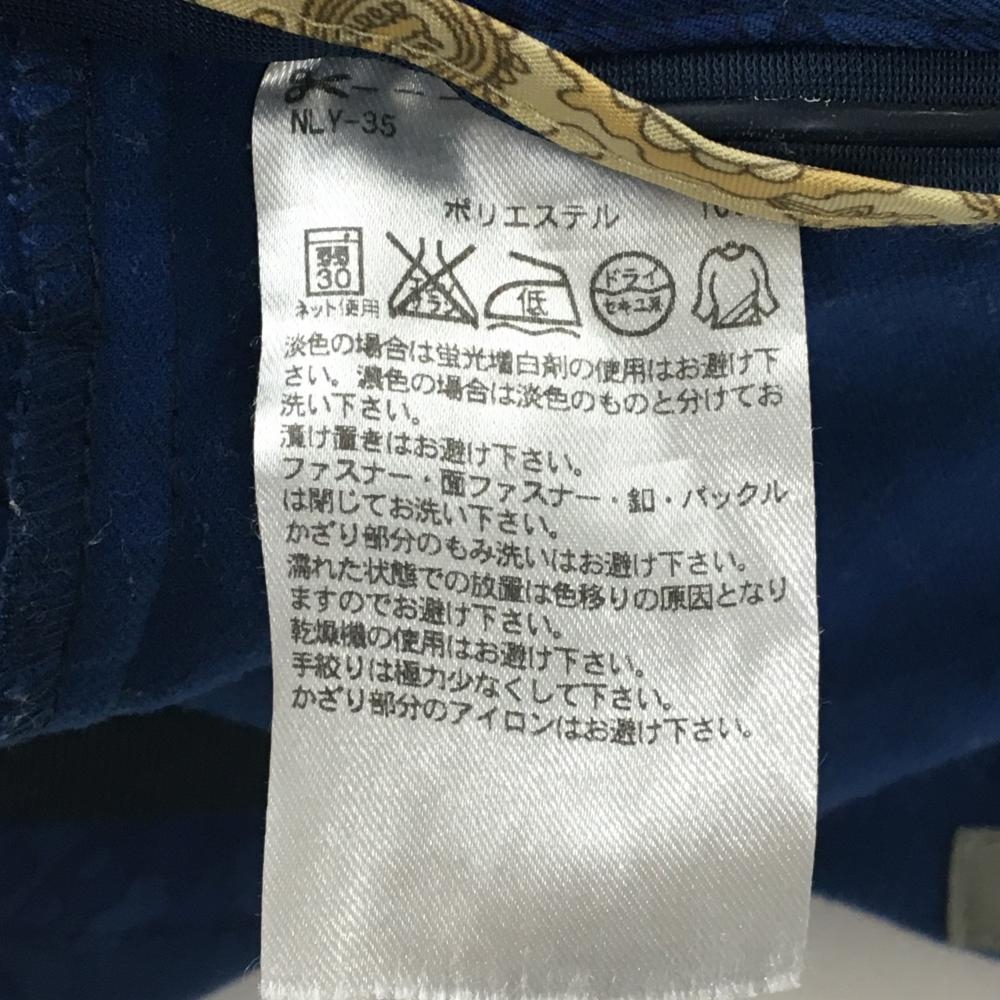 NLY-35
ポリエステル
弱
30
ネット使用
エンソ
サラシ
低
ドライ
セキユ系
淡色の場合は蛍光増白剤の使用はお避け下
さい。濃色の場合は淡色のものと分けてお
洗い下さい。
漬け置きはお避け下さい。
ファスナー・面ファスナー・釦・バックル
は閉じてお洗い下さい。
かざり部分のもみ洗いはお避け下さい。
濡れた状態での放置は色移りの原因となり
ますのでお避け下さい。
乾燥機の使用はお避け下さい。
手絞りは極力少なくして下さい。
かざり部分のアイロンはお避け下さい。